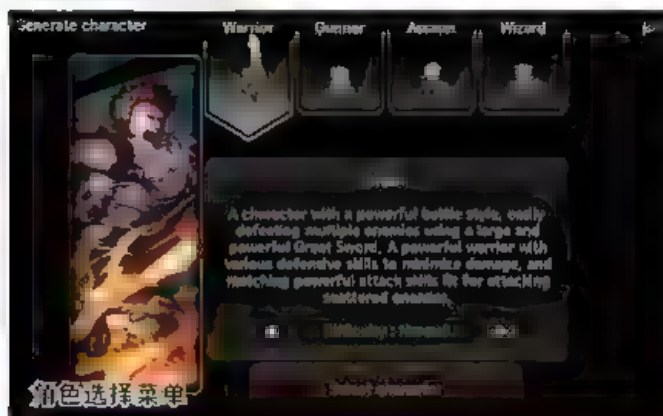 Generate character
Warrior Gunner Assassin Wizard
A character with a powerful battle style, easily
defeating multiple enemies using a large and
powerful Great Sword. A powerful warrior with
various defensive skills to minimize damage, and
matching powerful attack skills fit for attacking
scattered enemies.
角色选择菜单